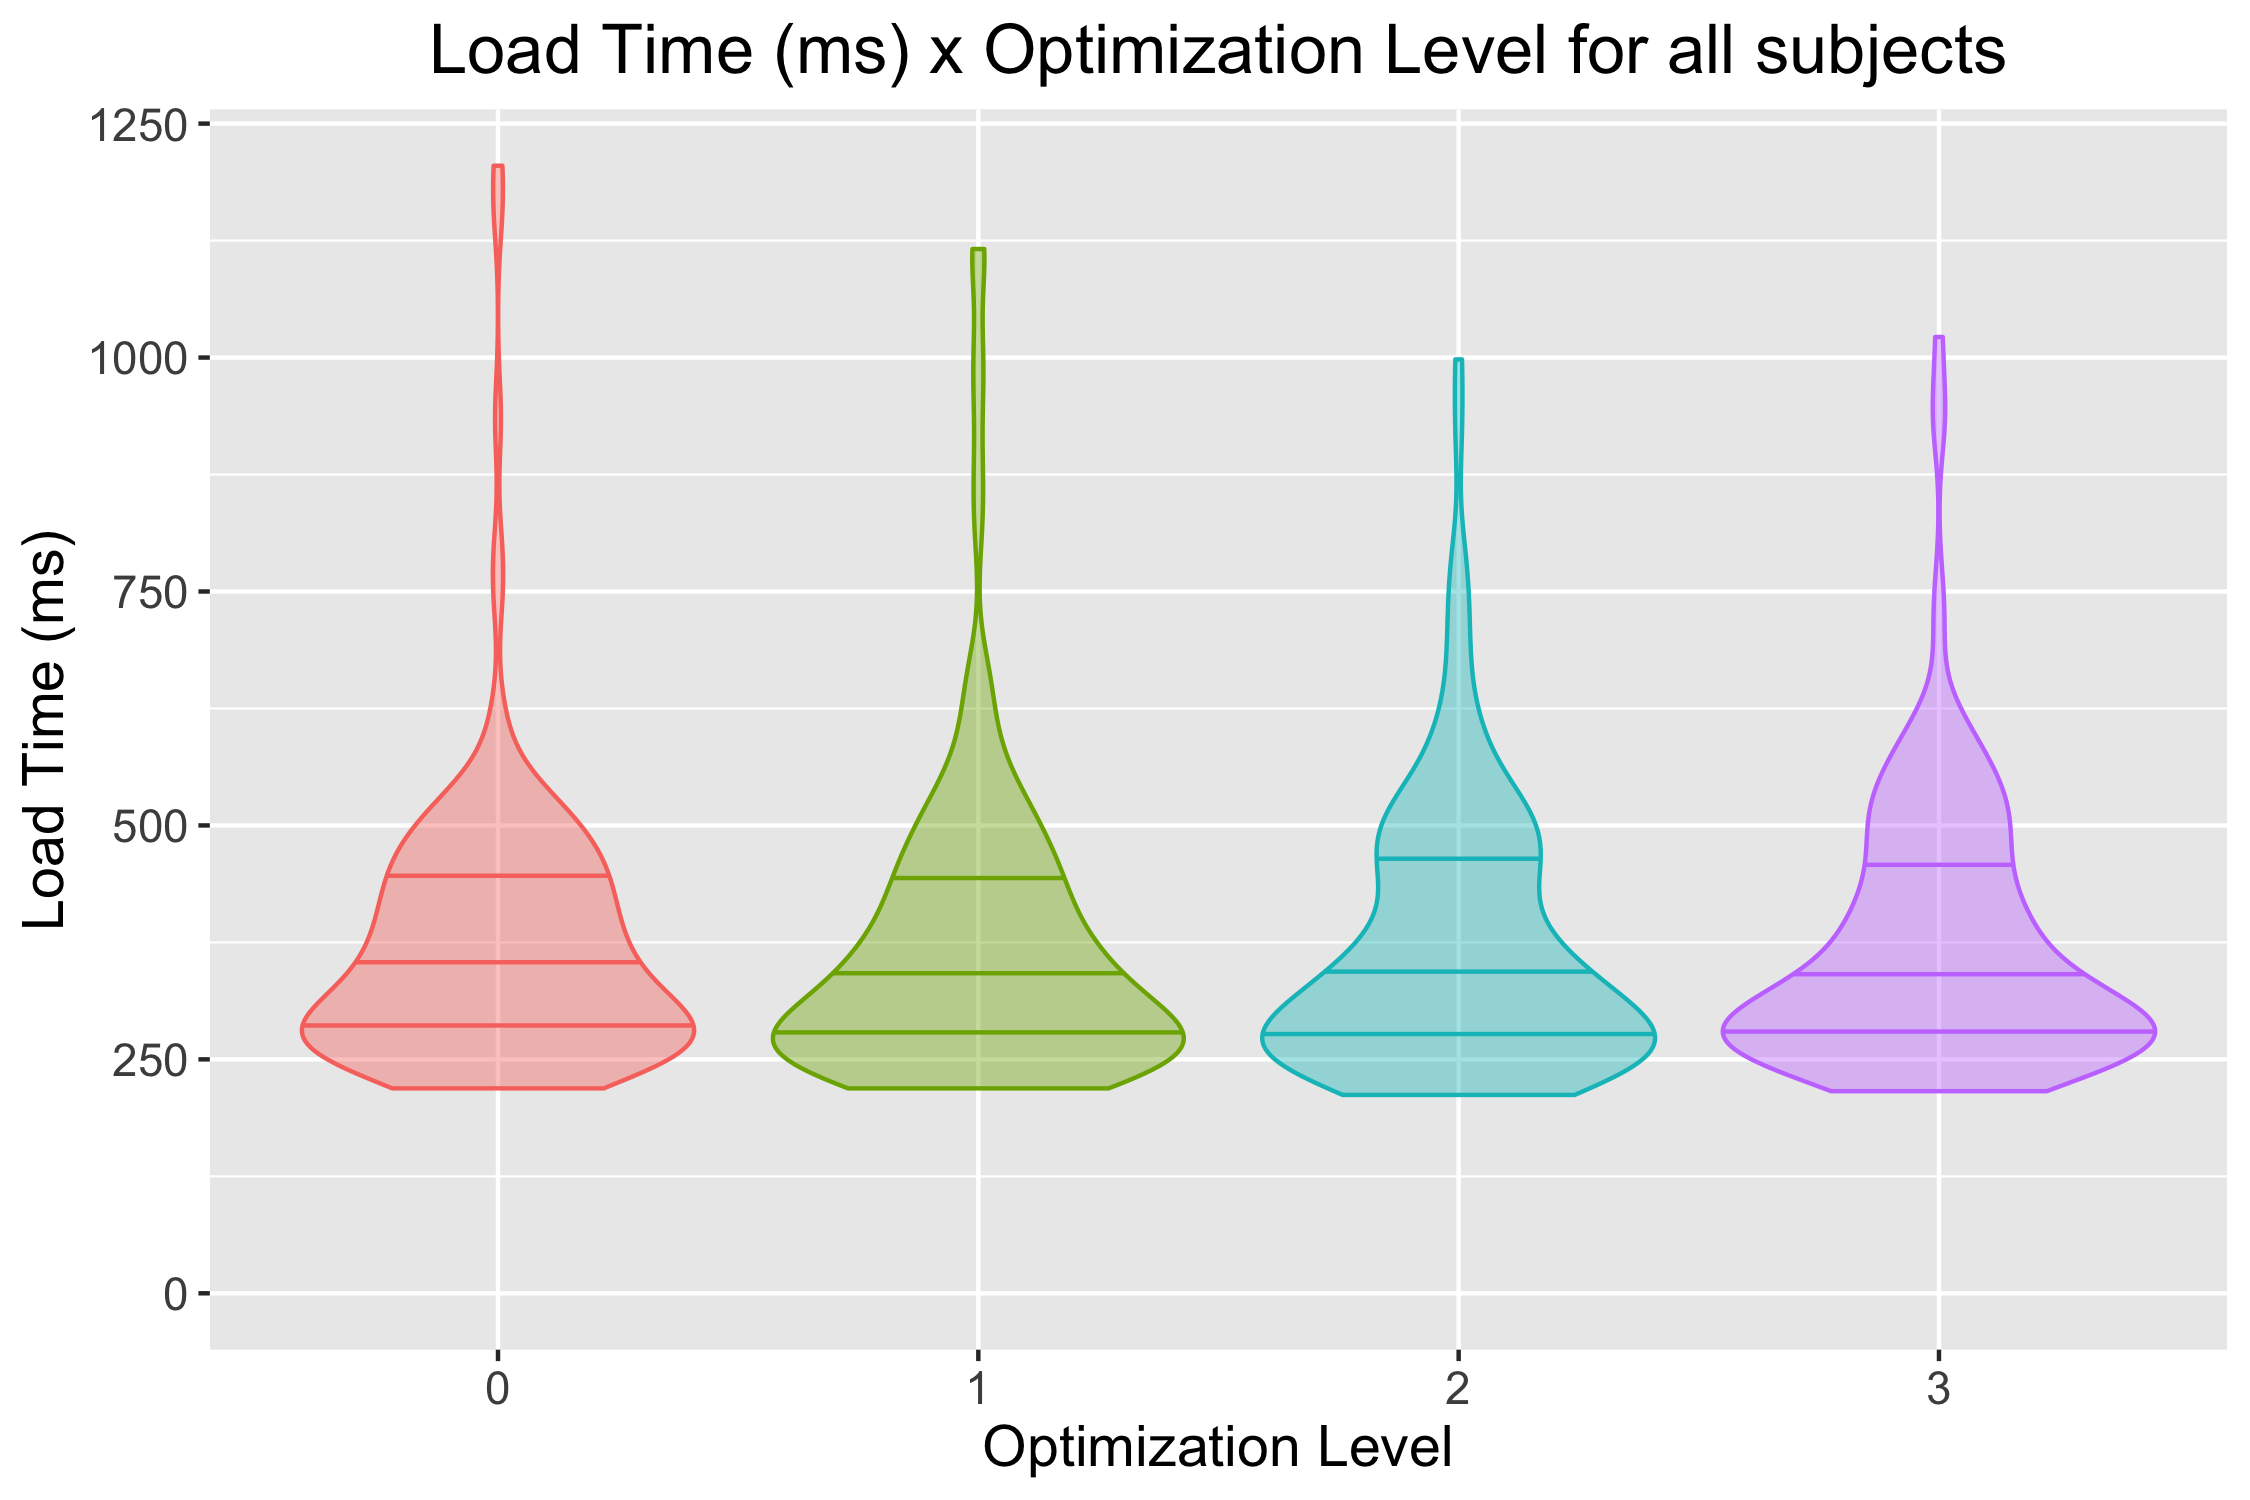 Load Time (ms) x Optimization Level for all subjects
1250
1000
750
500
250
0
Load Time (ms)
0 1 2 3
Optimization Level